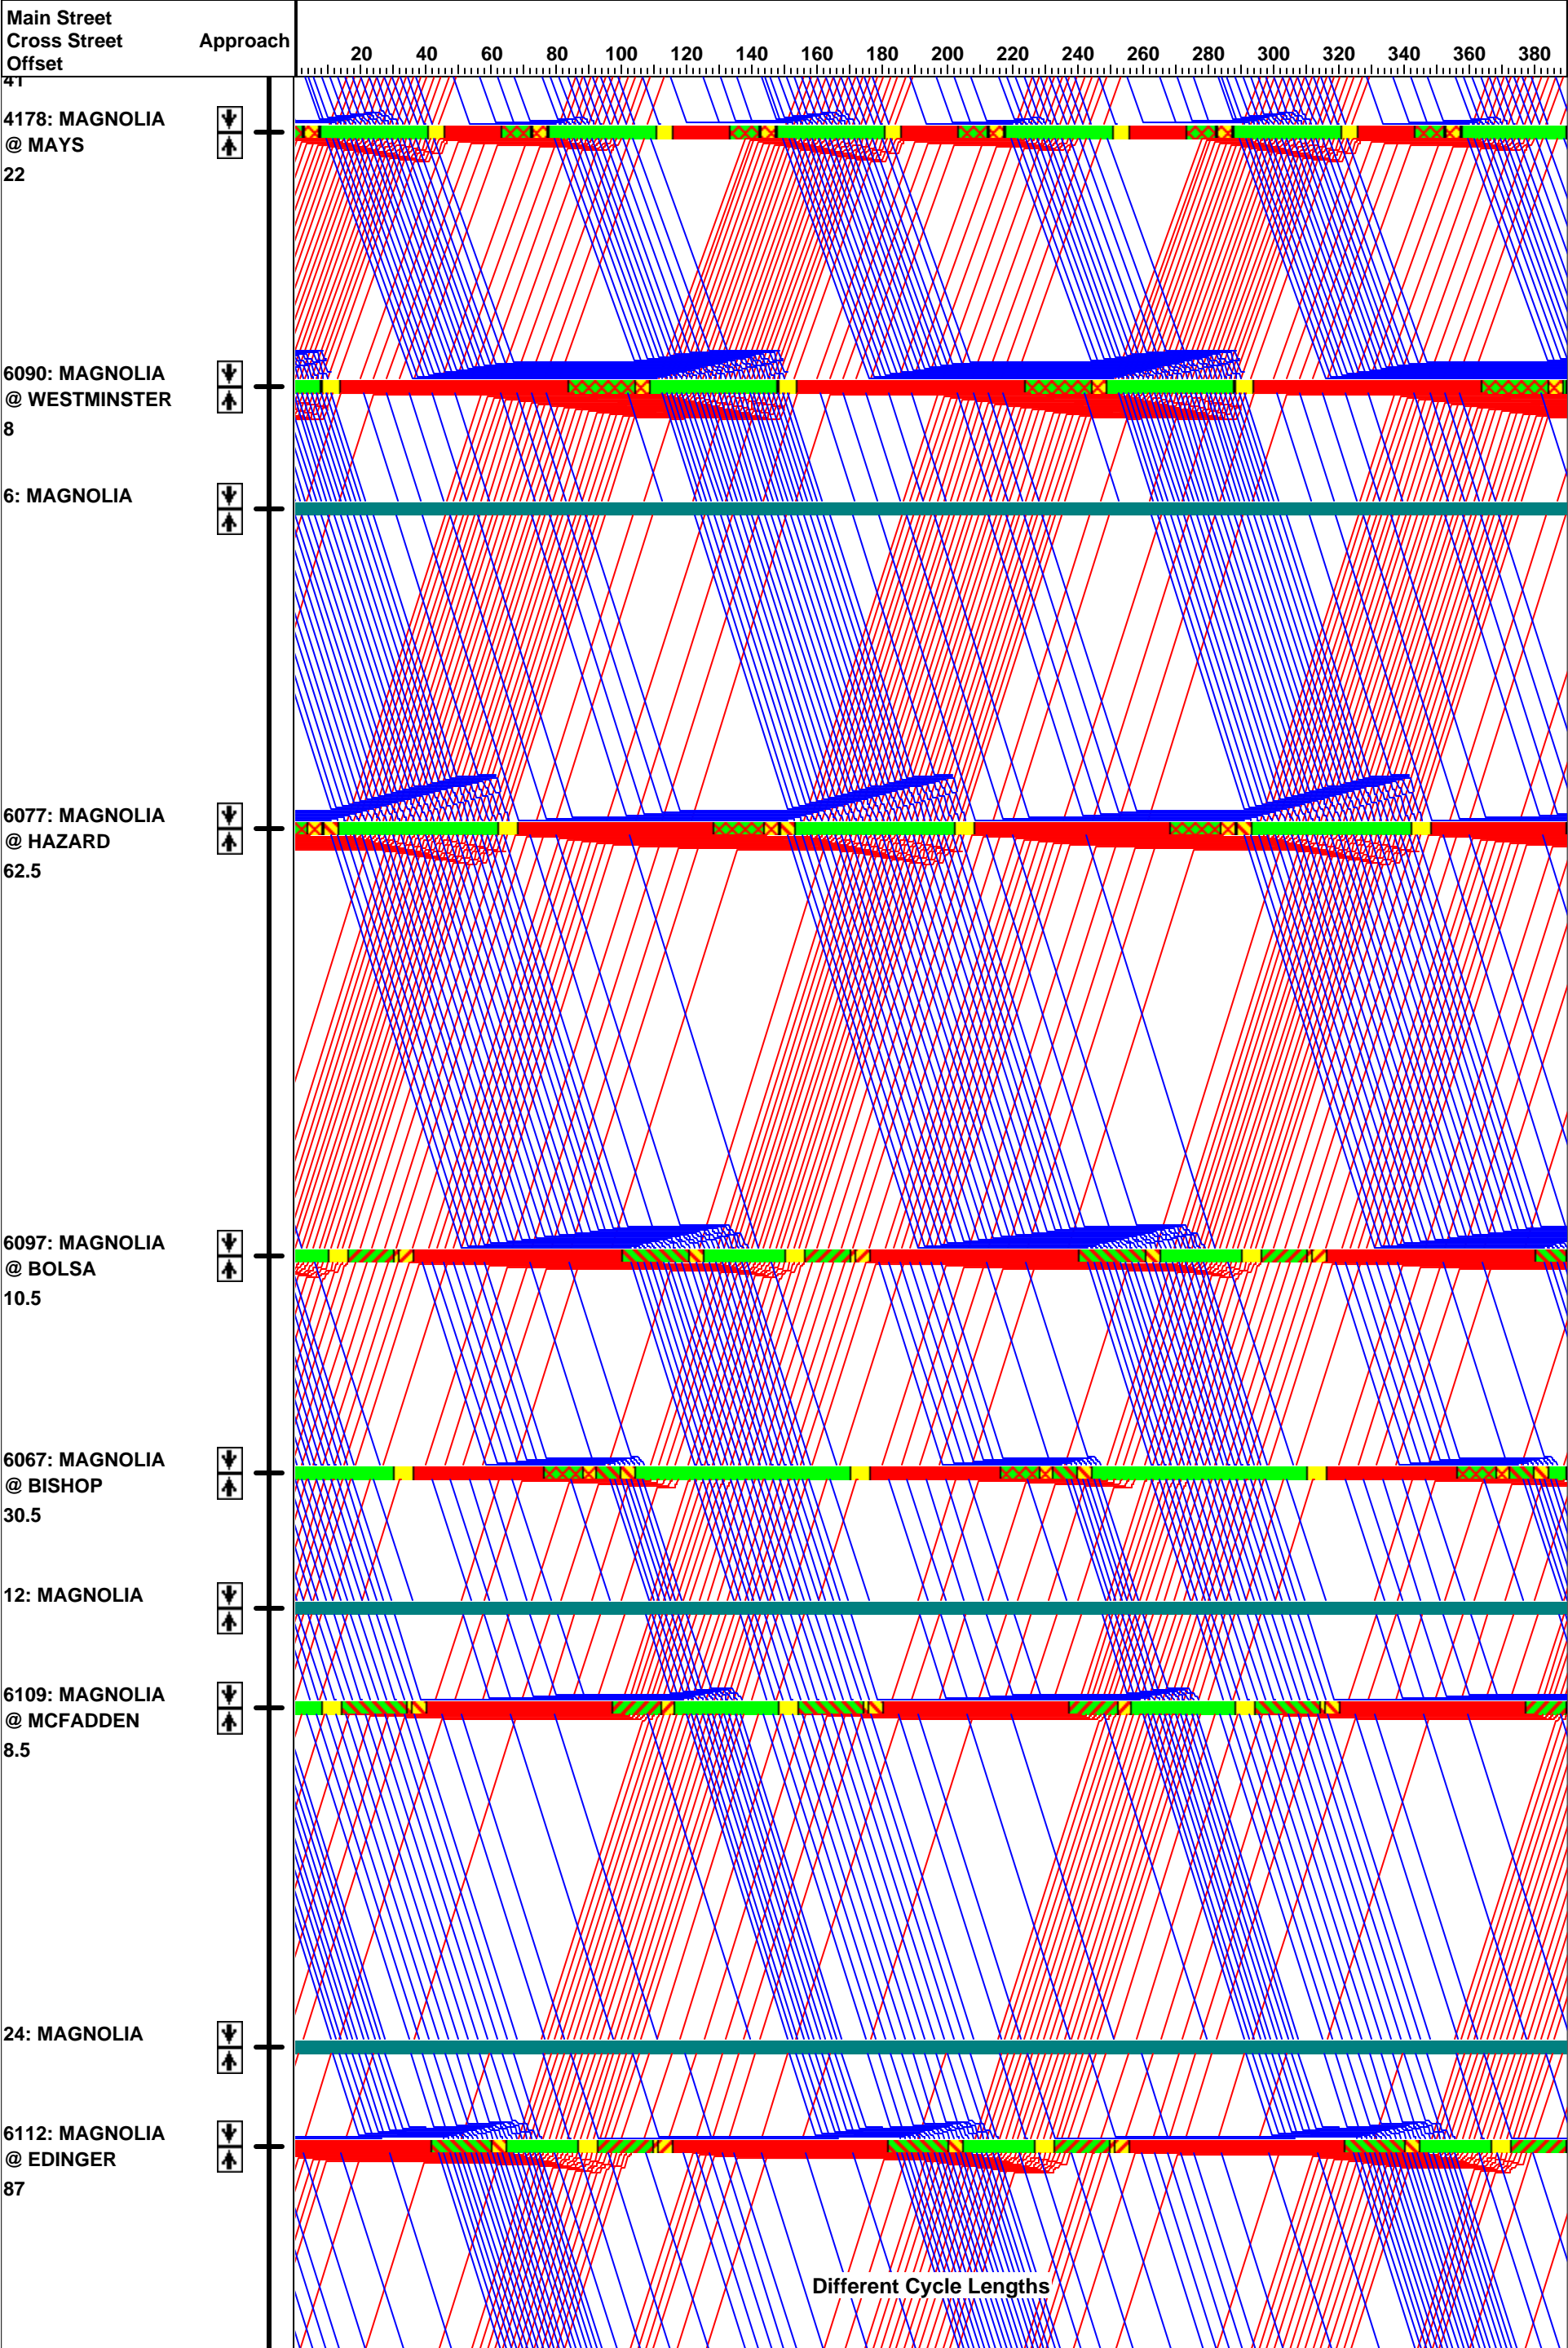 Main Street
Cross Street Approach
Offset
20 40 60 80 100 120 140 160 180 200 220 240 260 280 300 320 340 360 380
41
4178: MAGNOLIA
@ MAYS
22
6090: MAGNOLIA
@ WESTMINSTER
8
6: MAGNOLIA
6077: MAGNOLIA
@ HAZARD
62.5
6097: MAGNOLIA
@ BOLSA
10.5
6067: MAGNOLIA
@ BISHOP
30.5
12: MAGNOLIA
6109: MAGNOLIA
@ MCFADDEN
8.5
24: MAGNOLIA
6112: MAGNOLIA
@ EDINGER
87
Different Cycle Lengths